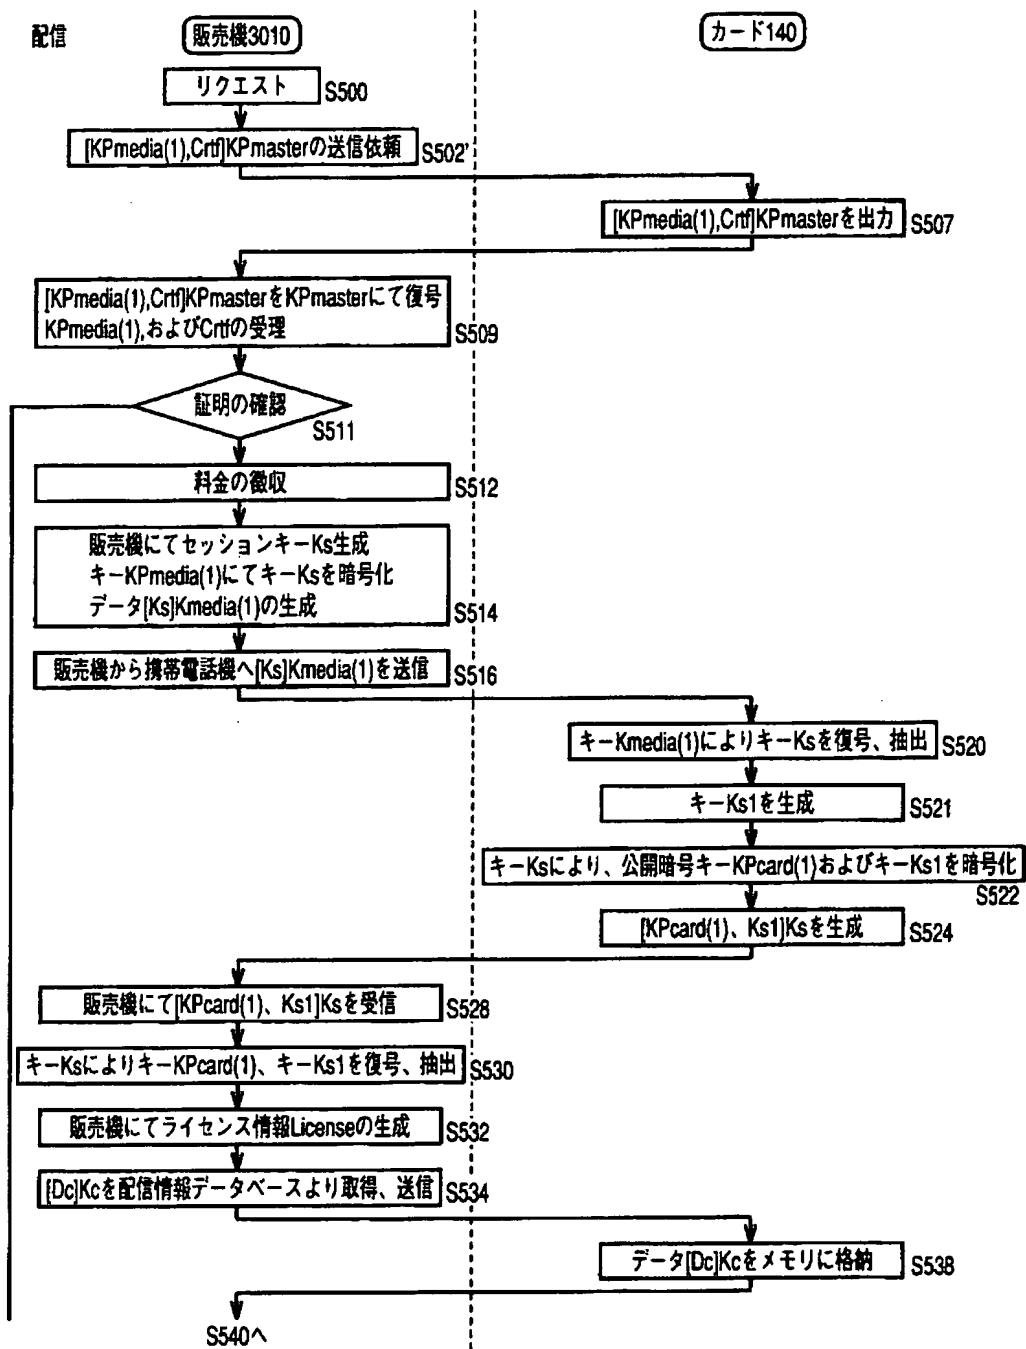 配信
販売機3010
カード140
リクエスト
S500
[KPmedia(1),Crtf]KPmasterの送信依頼
S502'
[KPmedia(1),Crtf]KPmasterを出力
S507
[KPmedia(1),Crtf]KPmasterをKPmasterにて復号
KPmedia(1),およびCrtfの受理
S509
証明の確認
S511
料金の徴収
S512
販売機にてセッションキーKs生成
キーKPmedia(1)にてキーKsを暗号化
データ[Ks]Kmedia(1)の生成
S514
販売機から携帯電話機へ[Ks]Kmedia(1)を送信
S516
キーKmedia(1)によりキーKsを復号、抽出
S520
キーKs1を生成
S521
キーKsにより、公開暗号キーKPcard(1)およびキーKs1を暗号化
S522
[KPcard(1)、Ks1]Ksを生成
S524
販売機にて[KPcard(1)、Ks1]Ksを受信
S528
キーKsによりキーKPcard(1)、キーKs1を復号、抽出
S530
販売機にてライセンス情報Licenseの生成
S532
[Dc]Kcを配信情報データベースより取得、送信
S534
データ[Dc]Kcをメモリに格納
S538
S540へ